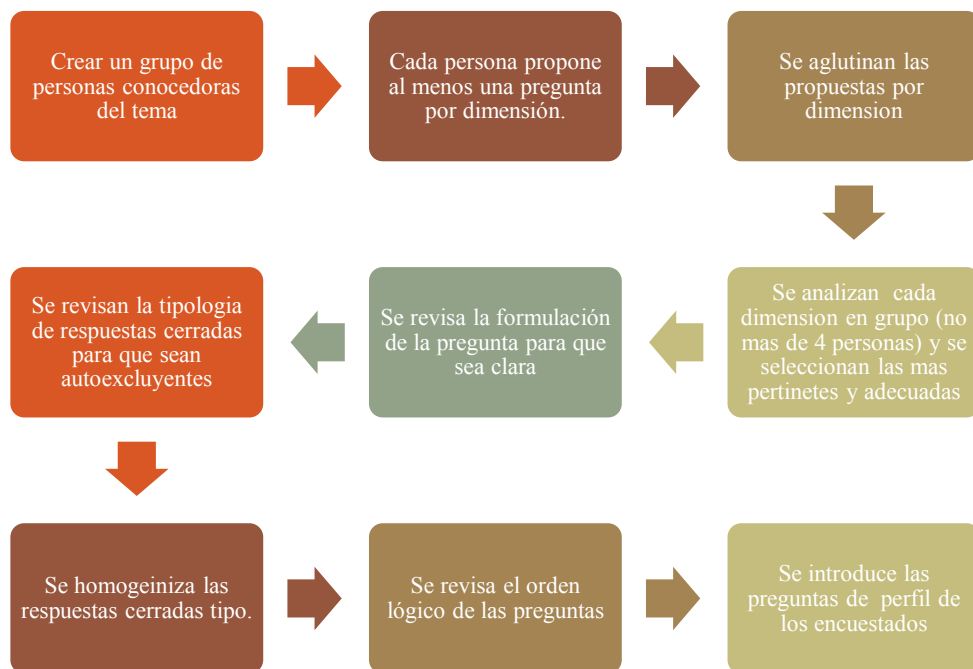 Crear un grupo de
personas conocedoras
del tema
Cada persona propone
al menos una pregunta
por dimensión.
Se aglutinan las
propuestas por
dimension
Se analizan cada
dimension en grupo (no
mas de 4 personas) y se
seleccionan las mas
pertinetes y adecuadas
Se revisa la formulación
de la pregunta para que
sea clara
Se revisan la tipologia
de respuestas cerradas
para que sean
autoexcluyentes
Se homogeiniza las
respuestas cerradas tipo.
Se revisa el orden
lógico de las preguntas
Se introduce las
preguntas de perfil de
los encuestados